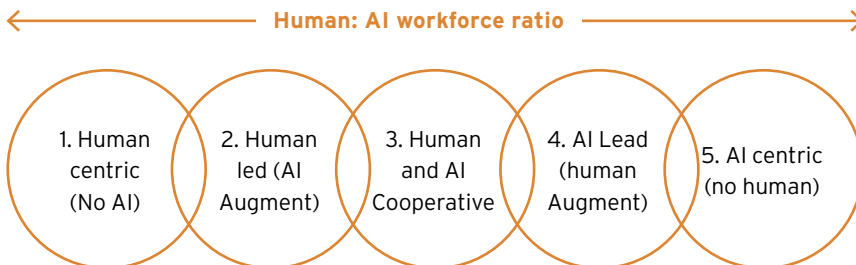 Human: AI workforce ratio
1. Human
centric
(No AI)
2. Human
led (AI
Augment)
3. Human
and AI
Cooperative
4. AI Lead
(human
Augment)
5. AI centric
(no human)